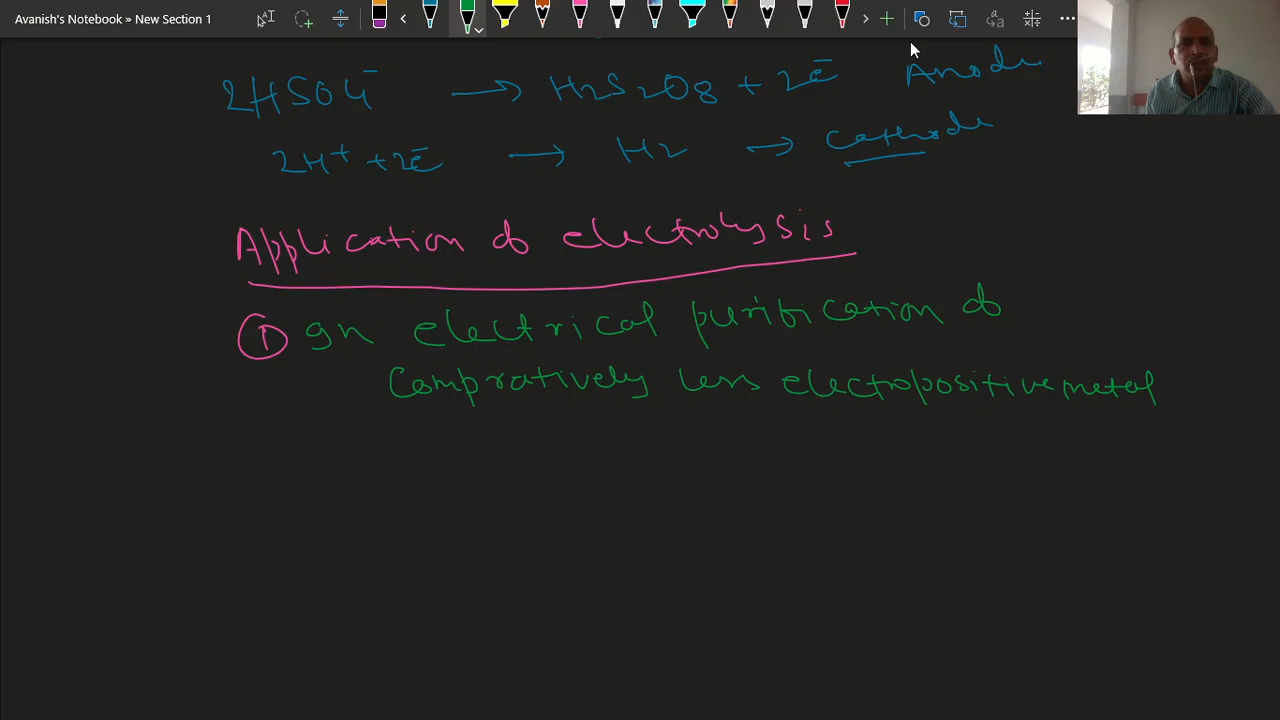 Avanish's Notebook » New Section 1
2HSO4⁻ → H2S2O8 + 2e⁻ Anode
2H⁺ + 2e⁻ → H2 → Cathode
Application of electrolysis
① In electrical purification of
Compratively less electropositive metal